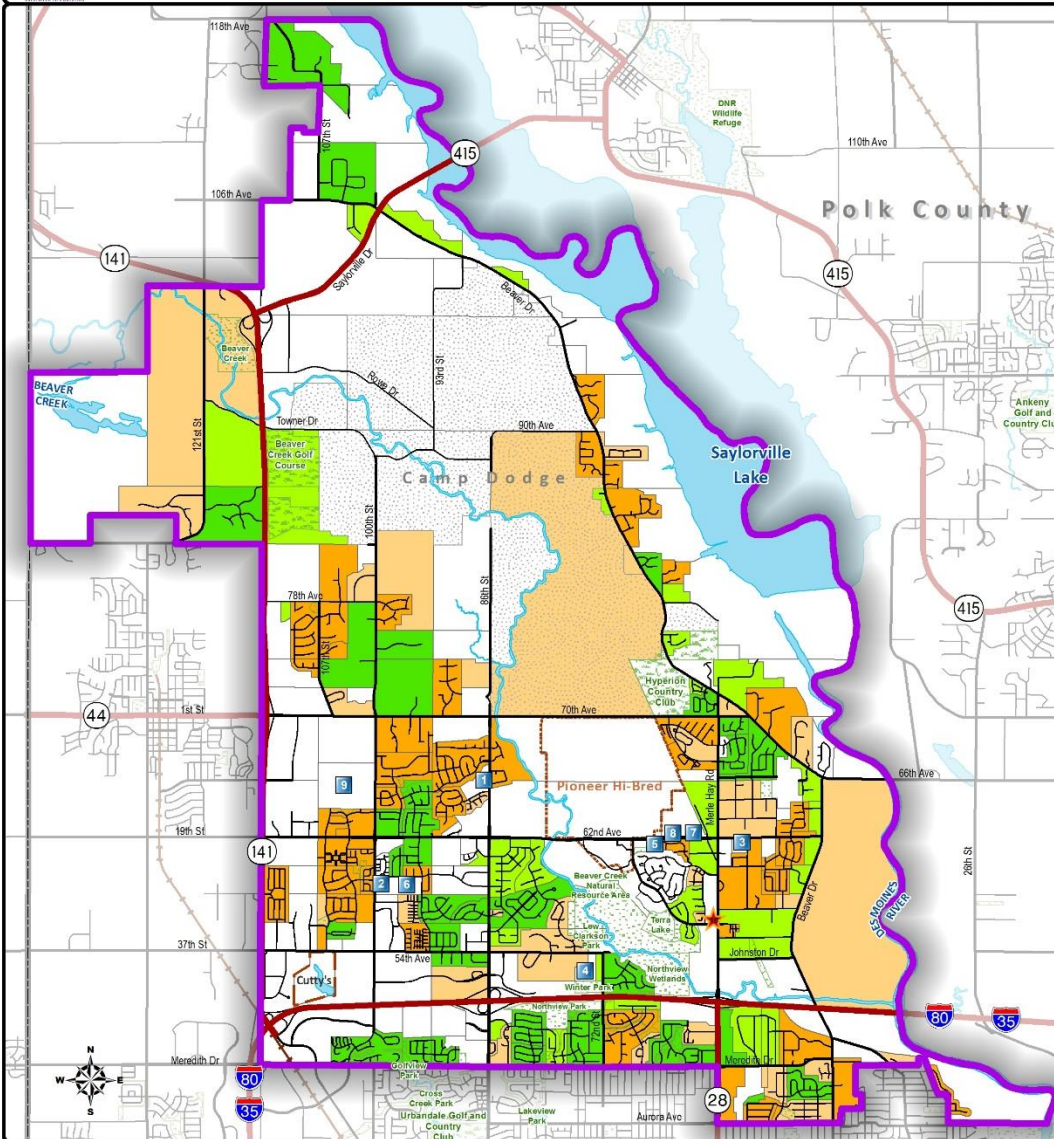 118th Ave
107th St
415
DNR
Wildlife
Refuge
110th Ave
106th Ave
Polk County
141
415
Saylorville Dr
Beaver Dr
Beaver
Creek
93rd St
Rowe Dr
BEAVER
CREEK
121st St
Towner Dr
90th Ave
Ankeny
Golf and
Country Clu
Beaver
Creek Golf
Course
Camp Dodge
Saylorville
Lake
100th St
86th St
78th Ave
107th St
415
Hyperion
Country
Club
44
1st St
70th Ave
66th Ave
1
9
Pioneer Hi-Bred
Merle Hay Rd
19th St
62nd Ave
8
7
5
3
141
26th St
2
6
Beaver Creek
Natural
Resource Area
Terra
Lake
Beaver Dr
DES MOINES
RIVER
Lew
Clarkson
Park
37th St
54th Ave
Johnston Dr
Cutty's
4
Winter Park
Northview
Wetlands
Northview Park
72nd St
80
35
N
W
E
S
Meredith Dr
Meredith Dr
Golfview
Park
80
35
Cross
Creek Park
Urbandale Golf and
Country
Club
Lakeview
Park
28
Aurora Ave